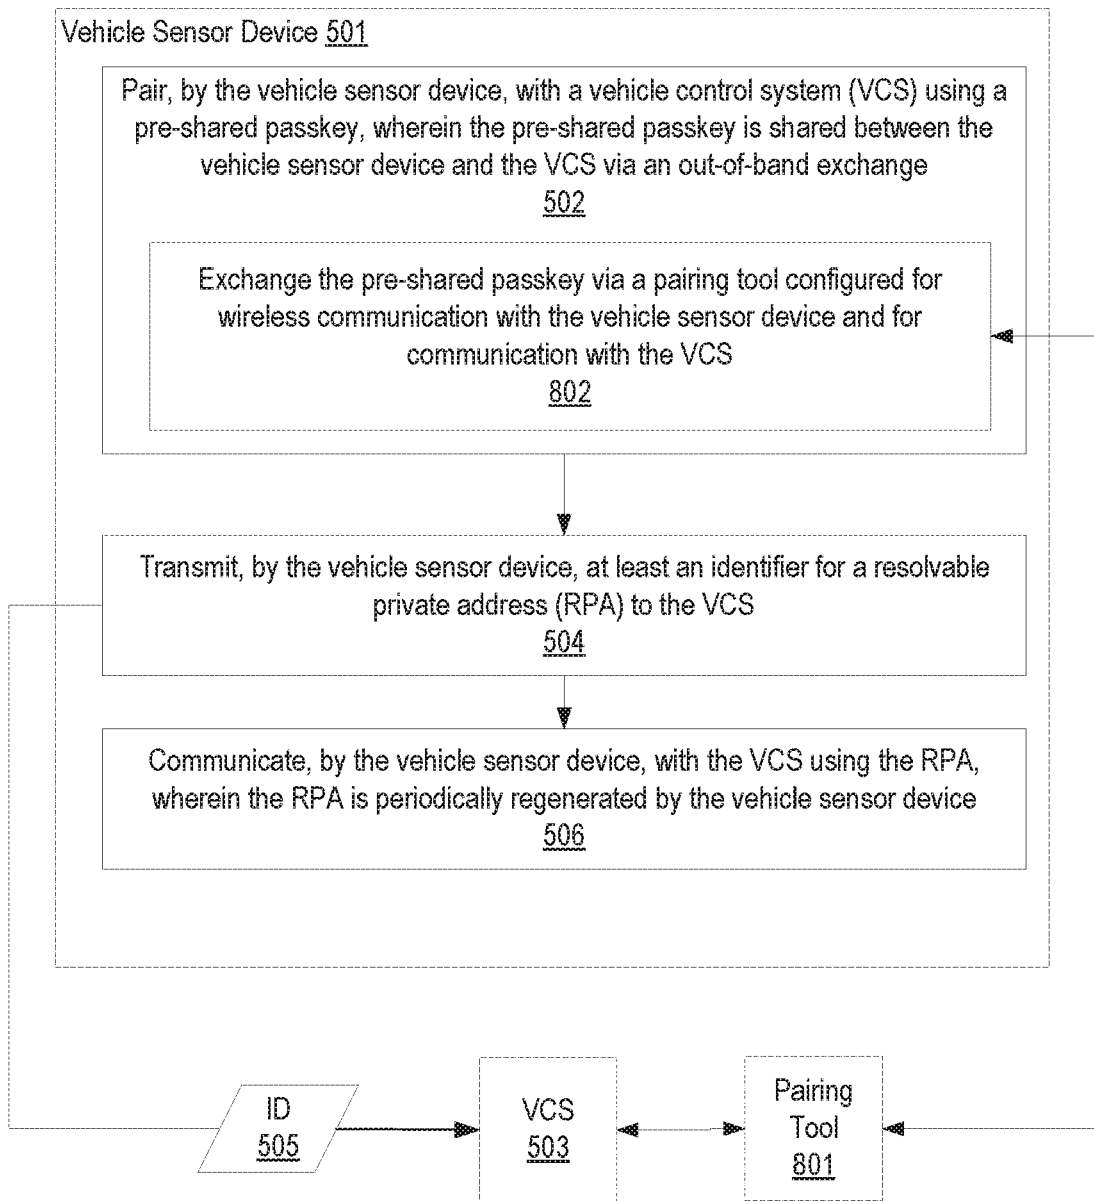 Vehicle Sensor Device 501
Pair, by the vehicle sensor device, with a vehicle control system (VCS) using a
pre-shared passkey, wherein the pre-shared passkey is shared between the
vehicle sensor device and the VCS via an out-of-band exchange
502
Exchange the pre-shared passkey via a pairing tool configured for
wireless communication with the vehicle sensor device and for
communication with the VCS
802
Transmit, by the vehicle sensor device, at least an identifier for a resolvable
private address (RPA) to the VCS
504
Communicate, by the vehicle sensor device, with the VCS using the RPA,
wherein the RPA is periodically regenerated by the vehicle sensor device
506
ID
505
VCS
503
Pairing
Tool
801